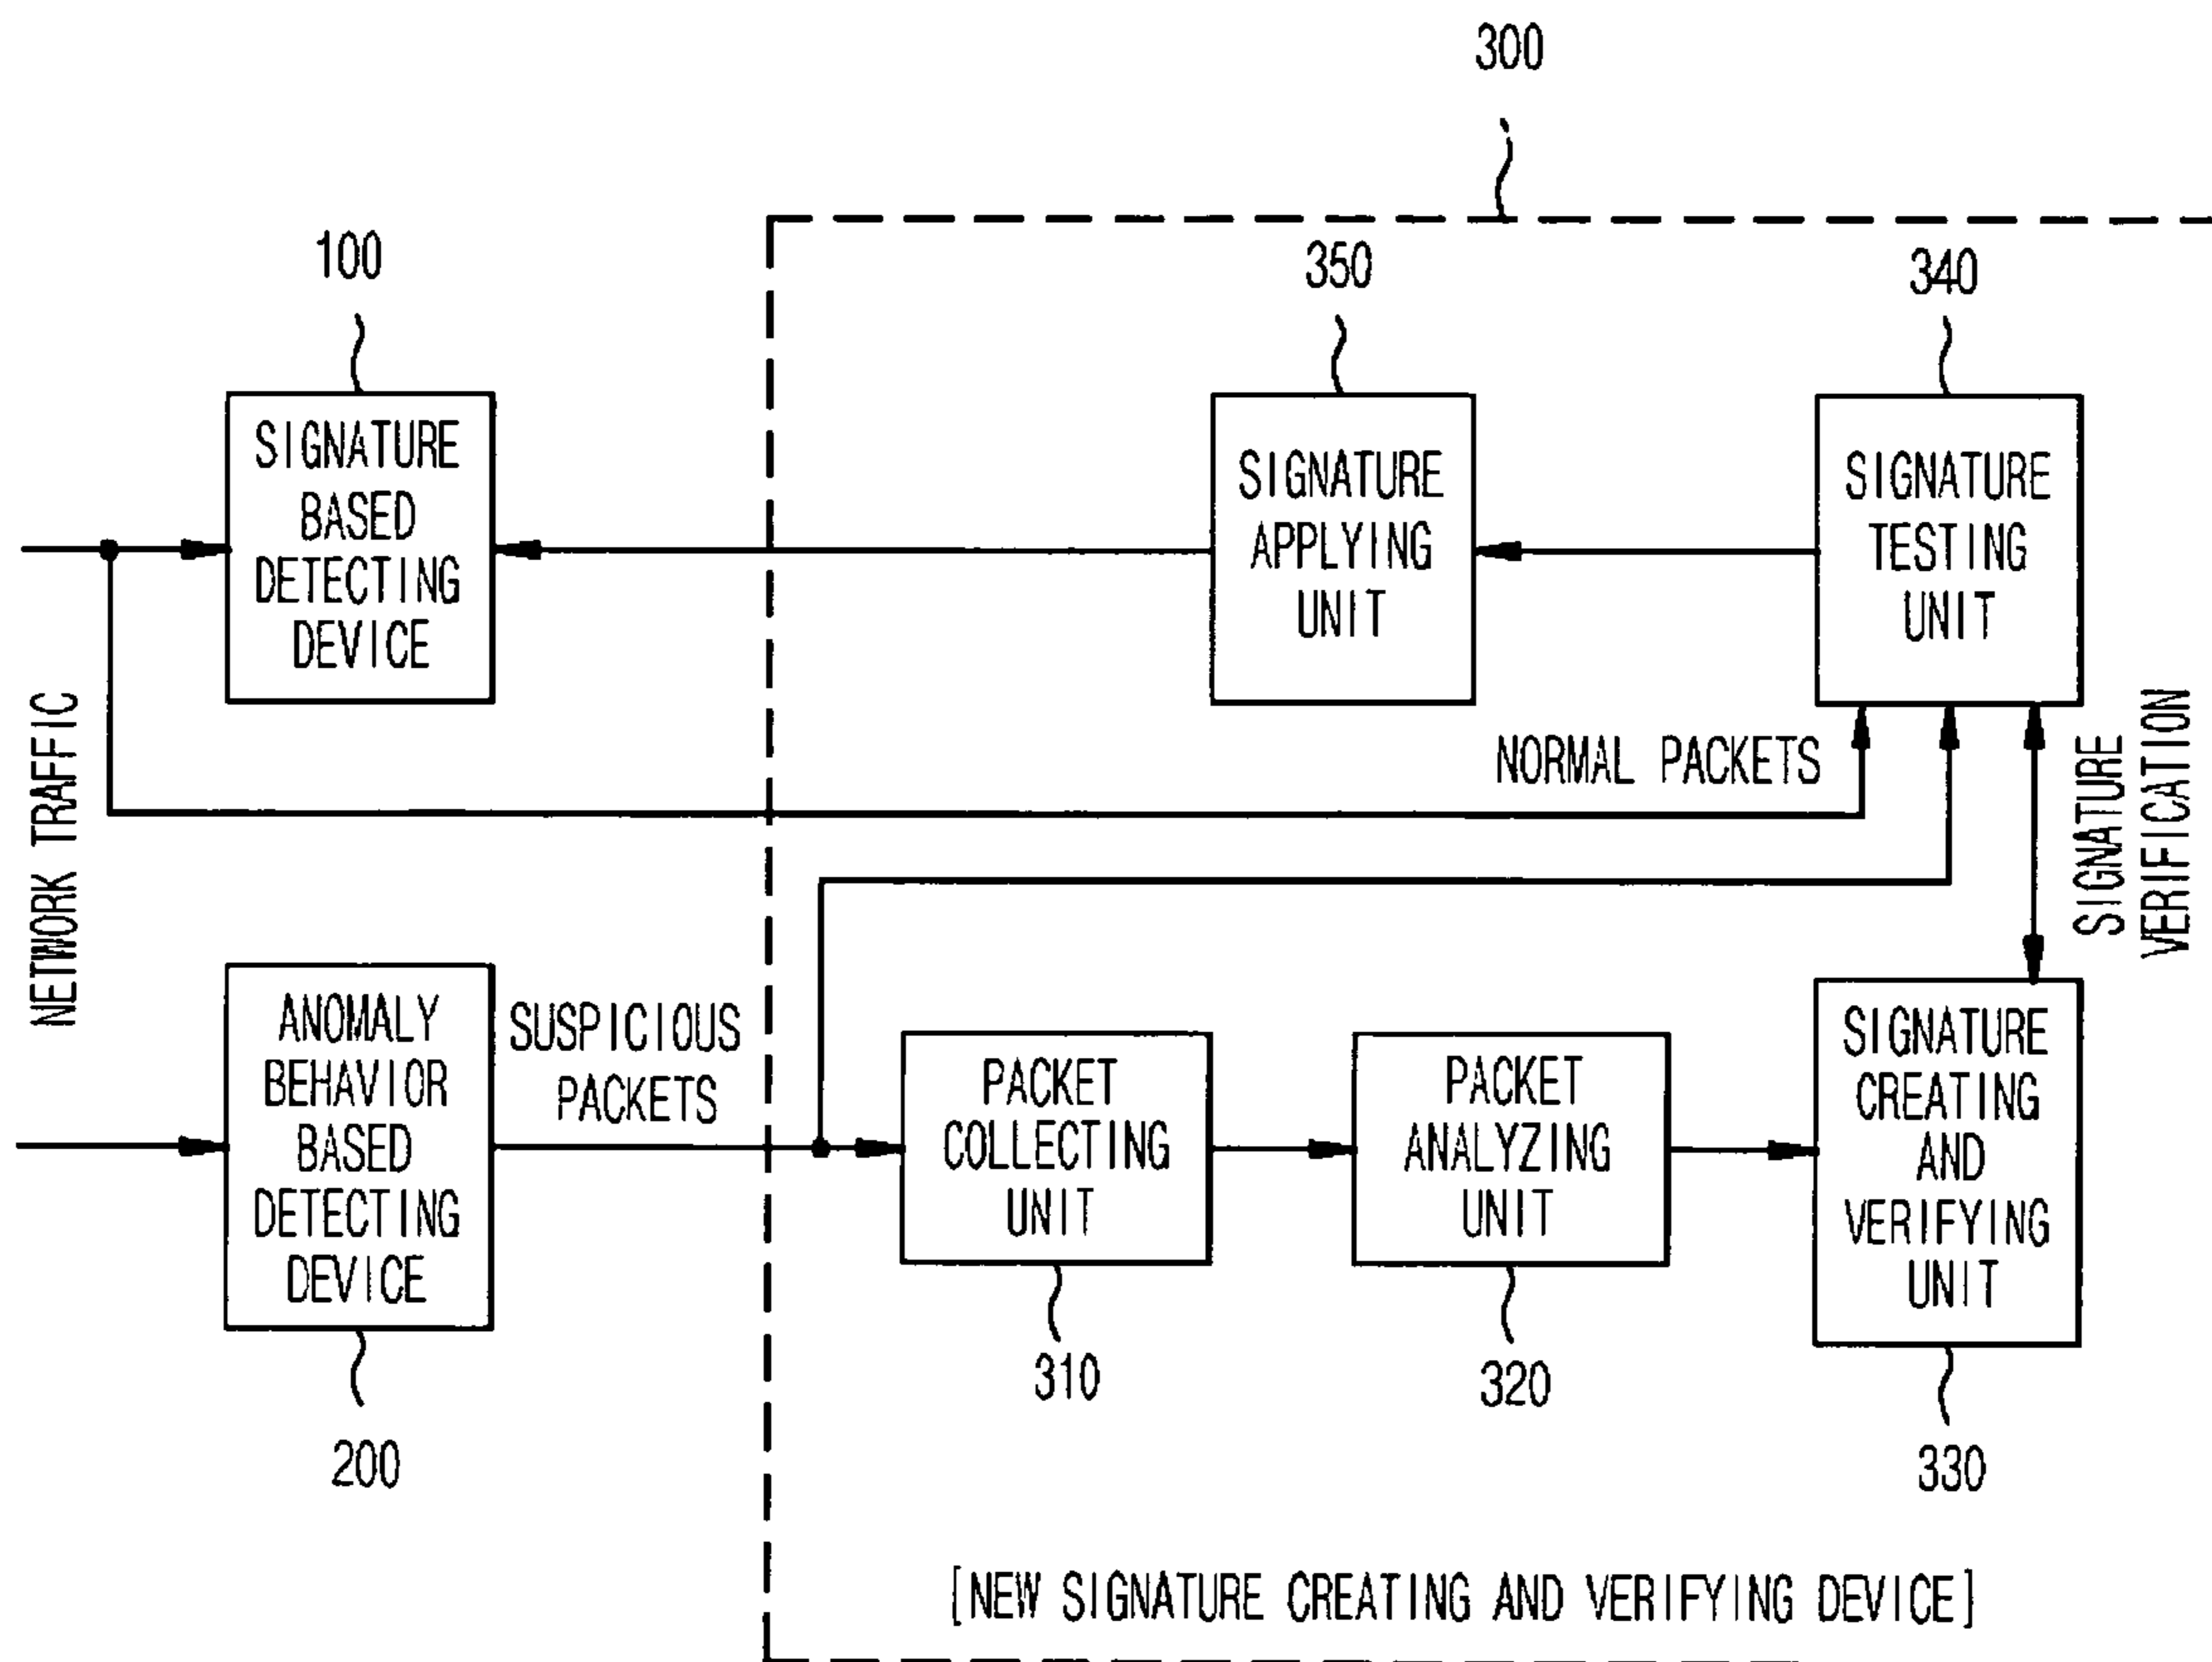 300
100
350
340
SIGNATURE
BASED
DETECTING
DEVICE
SIGNATURE
APPLYING
UNIT
SIGNATURE
TESTING
UNIT
NETWORK TRAFFIC
NORMAL PACKETS
SIGNATURE
VERIFICATION
ANOMALY
BEHAVIOR
BASED
DETECTING
DEVICE
SUSPICIOUS
PACKETS
PACKET
COLLECTING
UNIT
PACKET
ANALYZING
UNIT
SIGNATURE
CREATING
AND
VERIFYING
UNIT
310
320
200
330
[NEW SIGNATURE CREATING AND VERIFYING DEVICE]